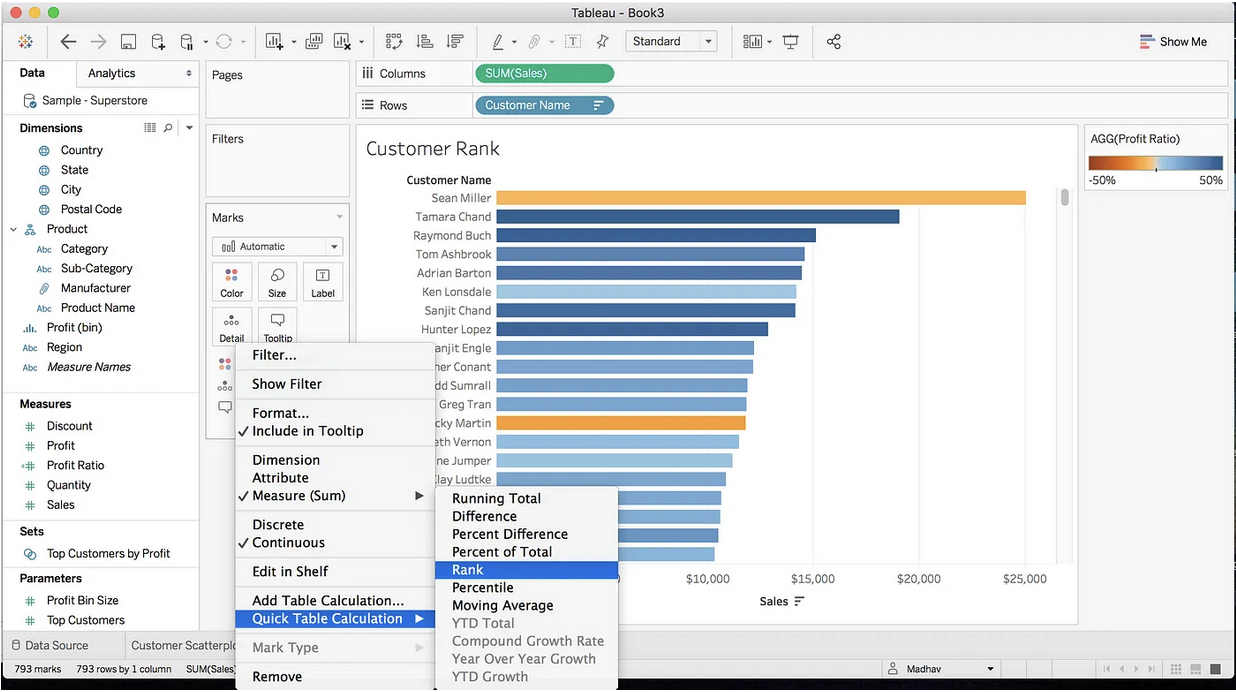 Tableau - Book3
Standard
Show Me
Data
Analytics
Sample - Superstore
Dimensions
Country
State
City
Postal Code
Product
Abc Category
Abc Sub-Category
Manufacturer
Abc Product Name
Profit (bin)
Abc Region
Abc Measure Names
Measures
# Discount
# Profit
=# Profit Ratio
# Quantity
# Sales
Sets
Top Customers by Profit
Parameters
# Profit Bin Size
# Top Customers
Pages
Filters
Marks
Automatic
Color
Size
T
Label
Detail
Tooltip
Columns
SUM(Sales)
Rows
Customer Name
Customer Rank
Customer Name
Sean Miller
Tamara Chand
Raymond Buch
Tom Ashbrook
Adrian Barton
Ken Lonsdale
Sanjit Chand
Hunter Lopez
anjit Engle
her Conant
dd Sumrall
Greg Tran
cky Martin
eth Vernon
ne Jumper
Clay Ludtke
$10,000
$15,000
$20,000
$25,000
Sales
AGG(Profit Ratio)
-50%
50%
Filter...
Show Filter
Format...
✓ Include in Tooltip
Dimension
Attribute
✓ Measure (Sum)
Discrete
✓ Continuous
Edit in Shelf
Add Table Calculation...
Quick Table Calculation
Mark Type
Remove
Running Total
Difference
Percent Difference
Percent of Total
Rank
Percentile
Moving Average
YTD Total
Compound Growth Rate
Year Over Year Growth
YTD Growth
Data Source
Customer Scatterplo
793 marks
793 rows by 1 column
SUM(Sales)
Madhav